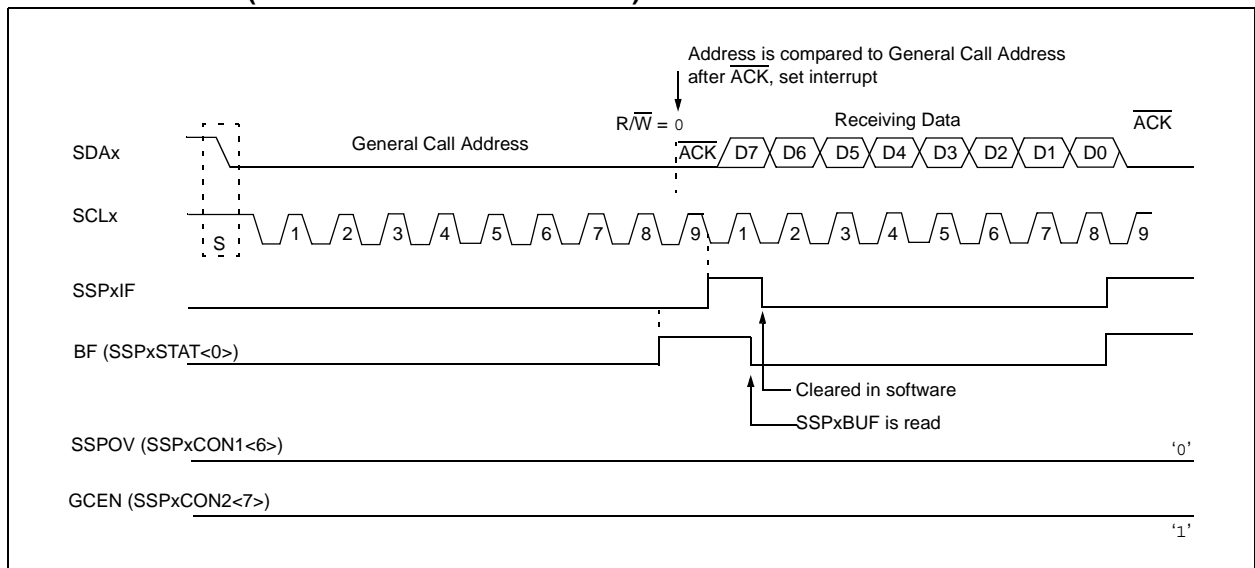 Address is compared to General Call Address
after ACK, set interrupt
R/W = 0
Receiving Data
ACK
SDAx
General Call Address
ACK D7 D6 D5 D4 D3 D2 D1 D0
SCLx
S 1 2 3 4 5 6 7 8 9 1 2 3 4 5 6 7 8 9
SSPxIF
BF (SSPxSTAT<0>)
Cleared in software
SSPxBUF is read
SSPOV (SSPxCON1<6>)
‘0’
GCEN (SSPxCON2<7>)
‘1’